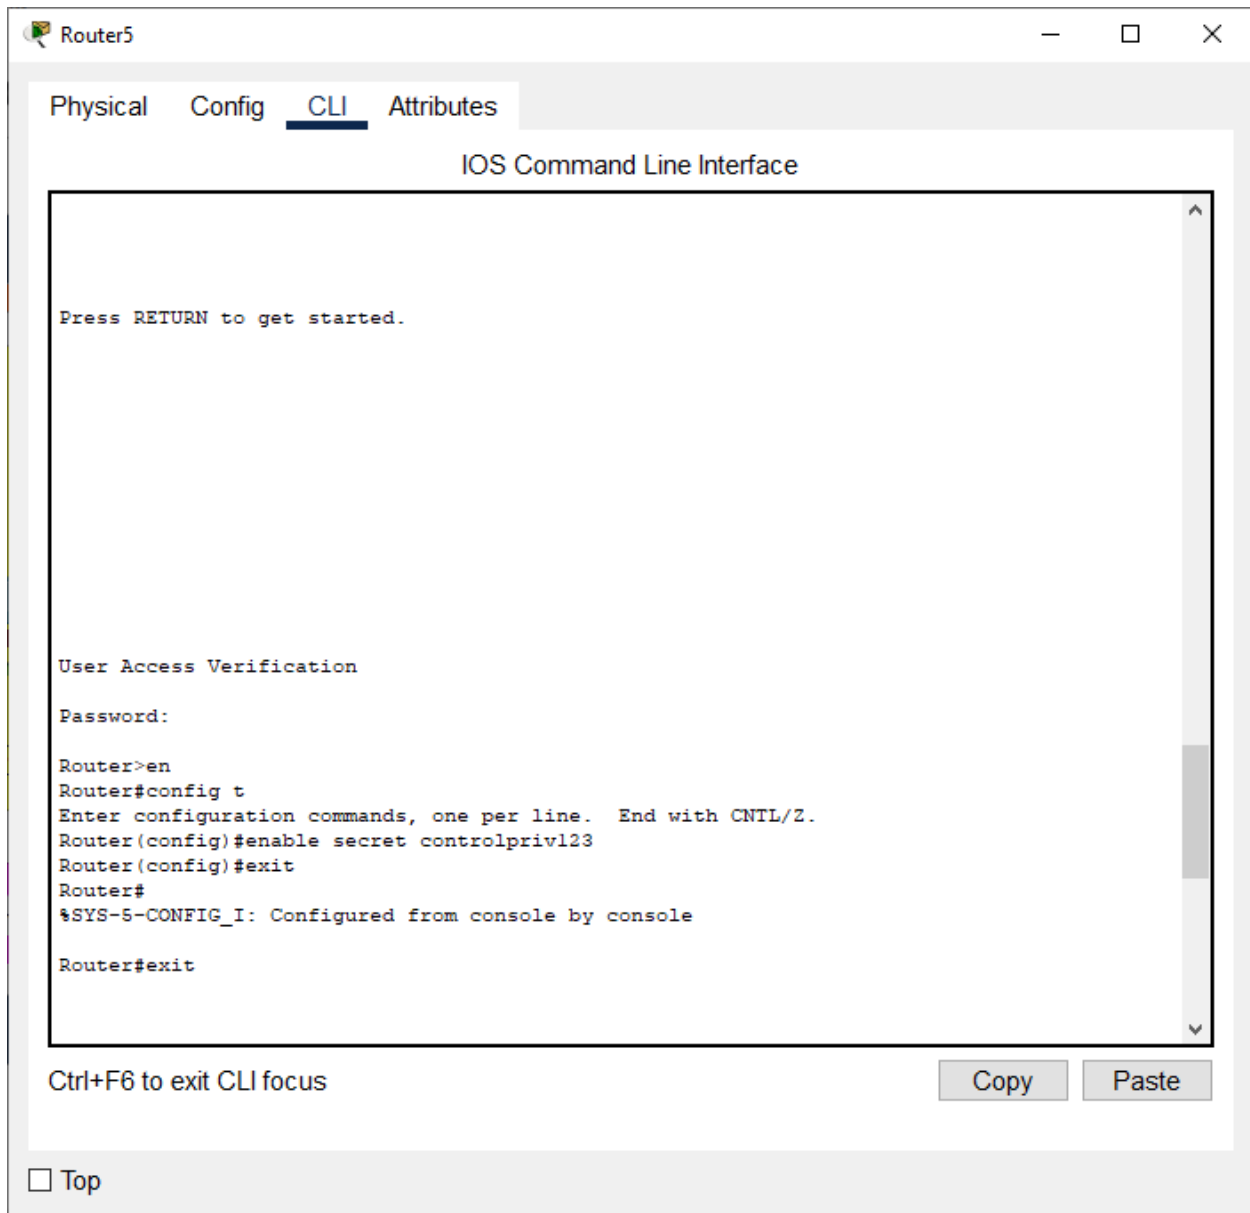 Router5
Physical Config CLI Attributes
IOS Command Line Interface
Press RETURN to get started.
User Access Verification
Password:
Router>en
Router#config t
Enter configuration commands, one per line.  End with CNTL/Z.
Router(config)#enable secret controlpriv123
Router(config)#exit
Router#
%SYS-5-CONFIG_I: Configured from console by console
Router#exit
Ctrl+F6 to exit CLI focus
Copy Paste
Top